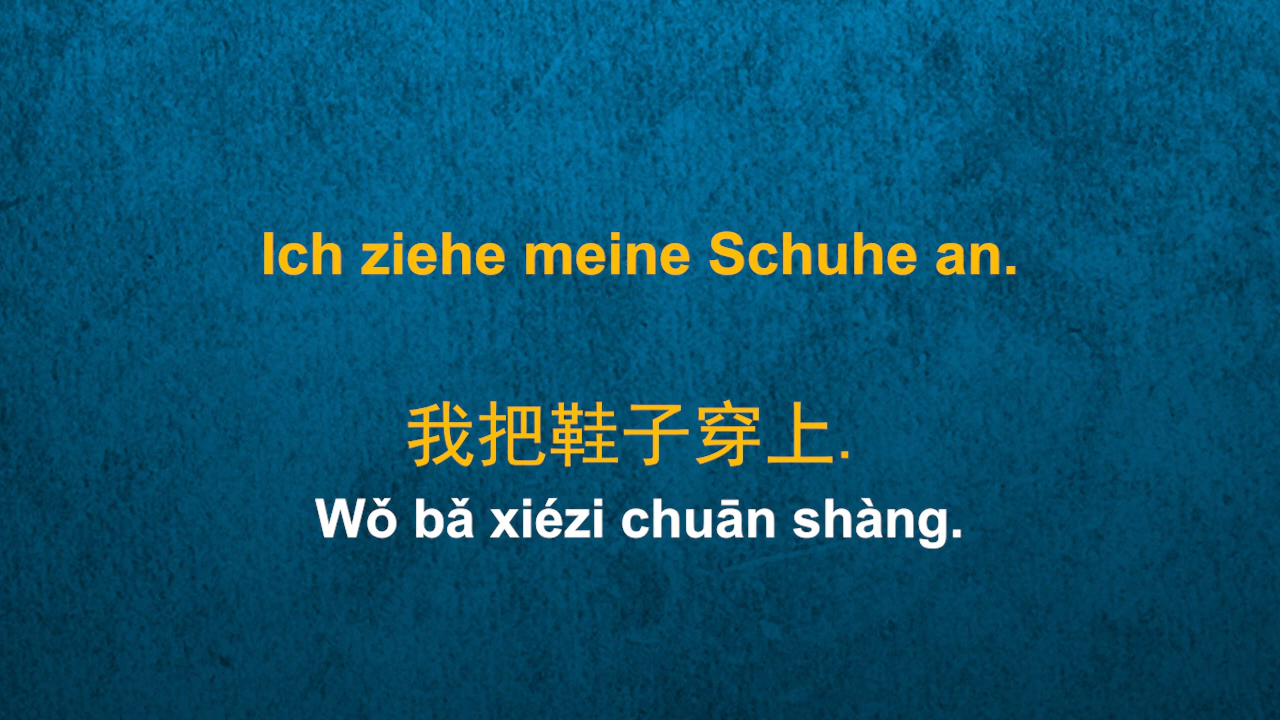 Ich ziehe meine Schuhe an.
我把鞋子穿上.
Wǒ bǎ xiézi chuān shàng.